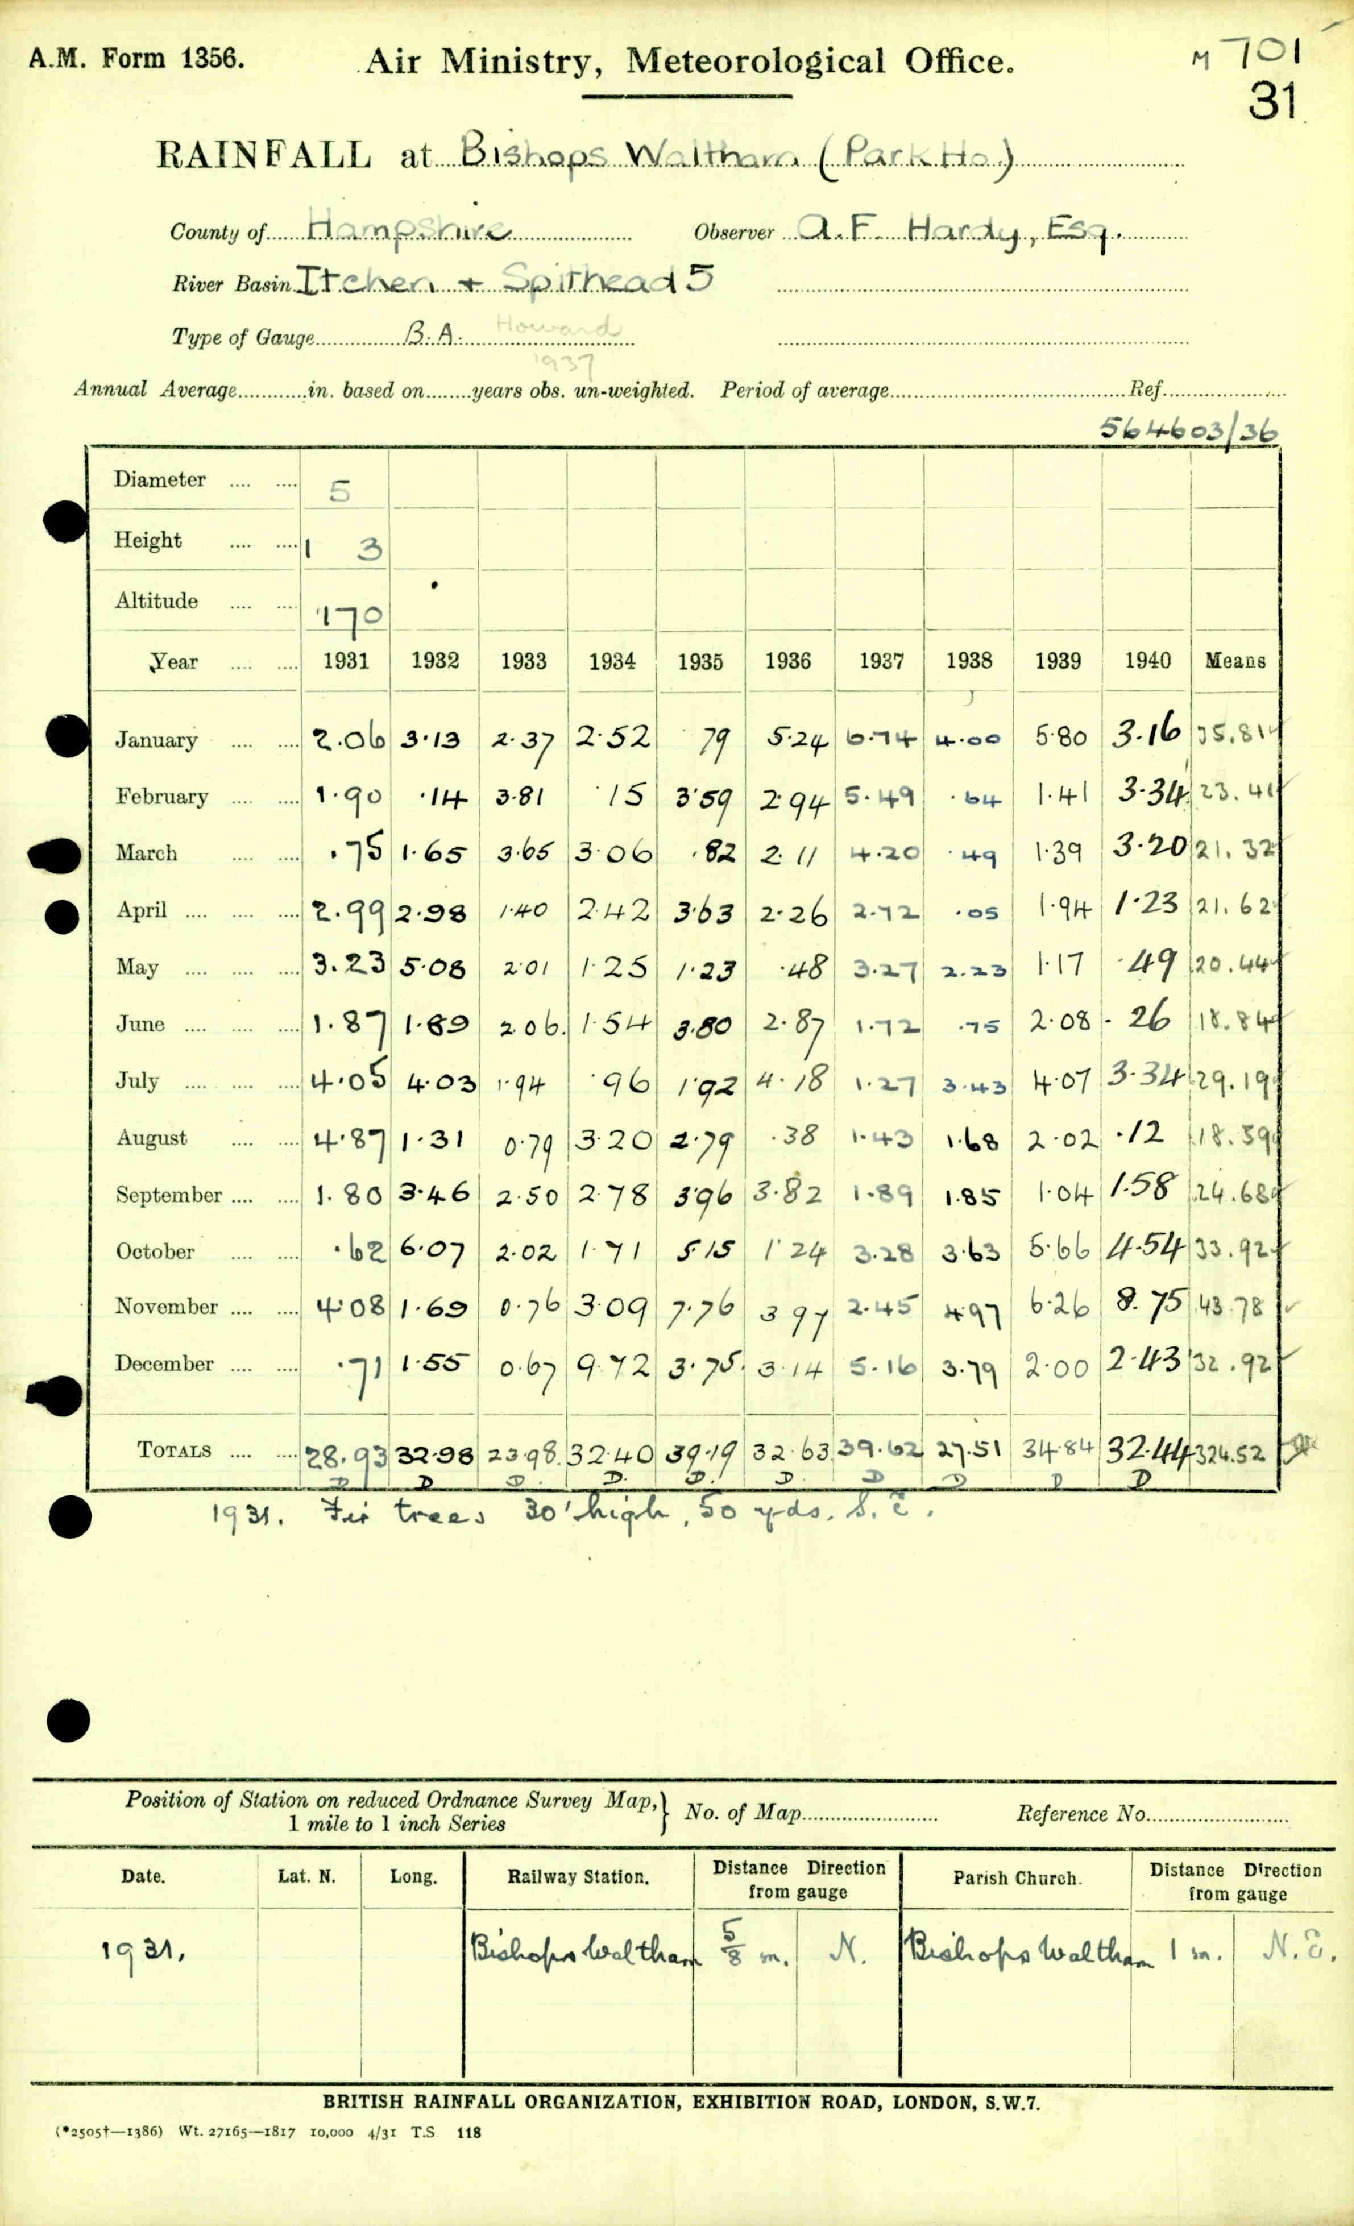 A.M. Form 1356.
Air Ministry, Meteorological Office.
M 701
31
RAINFALL at Bishops Waltham (Park Ho.)
County of Hampshire Observer A.F. Hardy, Esq.
River Basin Itchen + Spithead 5
Type of Gauge B.A. Howard
1937
Annual Average in. based on years obs. un-weighted. Period of average Ref.
564603/36
Diameter 5
Height 1 3
Altitude 170
Year 1931 1932 1933 1934 1935 1936 1937 1938 1939 1940 Means
January 2.06 3.13 2.37 2.52 79 5.24 6.74 4.00 5.80 3.16 35.81
February 1.90 .14 3.81 .15 3.59 2.94 5.49 .64 1.41 3.34 23.41
March .75 1.65 3.65 3.06 .82 2.11 4.20 .49 1.39 3.20 21.32
April 2.99 2.98 1.40 2.42 3.63 2.26 2.72 .05 1.94 1.23 21.62
May 3.23 5.08 2.01 1.25 1.23 .48 3.27 2.23 1.17 .49 20.44
June 1.87 1.89 2.06 1.54 3.80 2.87 1.72 .75 2.08 .26 18.84
July 4.05 4.03 1.94 .96 1.92 4.18 1.27 3.43 4.07 3.34 29.19
August 4.87 1.31 0.79 3.20 2.79 .38 1.43 1.68 2.02 .12 18.59
September 1.80 3.46 2.50 2.78 3.96 3.82 1.89 1.85 1.04 1.58 24.68
October .62 6.07 2.02 1.71 5.15 1.24 3.28 3.63 5.66 4.54 33.92
November 4.08 1.69 0.76 3.09 7.76 3.97 2.45 4.97 6.26 8.75 43.78
December .71 1.55 0.67 9.72 3.75 3.14 5.16 3.79 2.00 2.43 32.92
TOTALS 28.93 32.98 23.98 32.40 39.19 32.63 39.62 27.51 34.84 32.44 324.52
D D D D. D. D. D D D D
1931. Fir trees 30' high, 50 yds. S.E.
Position of Station on reduced Ordnance Survey Map, 1 mile to 1 inch Series } No. of Map Reference No.
Date. Lat. N. Long. Railway Station. Distance Direction from gauge Parish Church. Distance Direction from gauge
1931. Bishops Waltham 5/8 m. N. Bishops Waltham 1 m. N.E.
BRITISH RAINFALL ORGANIZATION, EXHIBITION ROAD, LONDON, S.W.7.
(*2505†—1386) Wt. 27165—1817 10,000 4/31 T.S 118